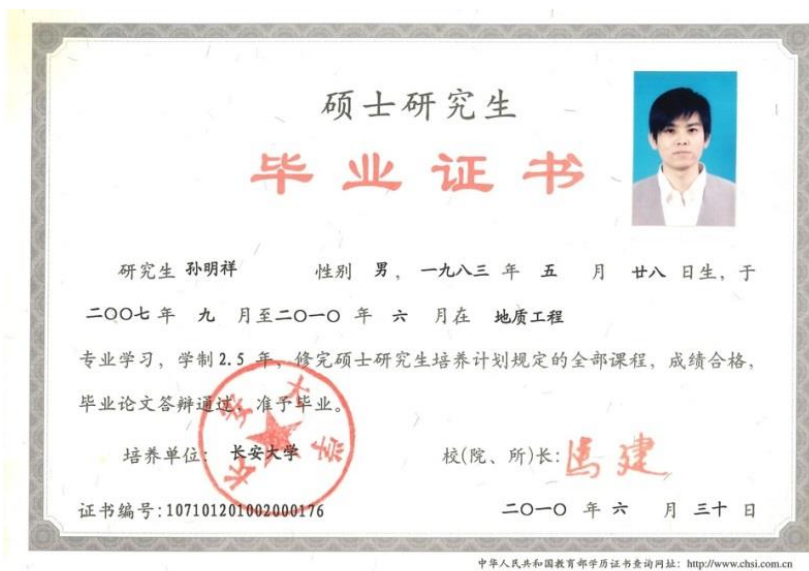 硕士研究生
毕业证书
研究生 孙明祥 性别 男，一九八三 年 五 月 廿八 日生，于
二〇〇七 年 九 月至二〇一〇 年 六 月在 地质工程
专业学习，学制 2.5 年，修完硕士研究生培养计划规定的全部课程，成绩合格，
毕业论文答辩通过，准予毕业。
长安大学
培养单位：长安大学 校(院、所)长：马建
证书编号：107101201002000176 二〇一〇 年 六 月 三十 日
中华人民共和国教育部学历证书查询网址：http://www.chsi.com.cn